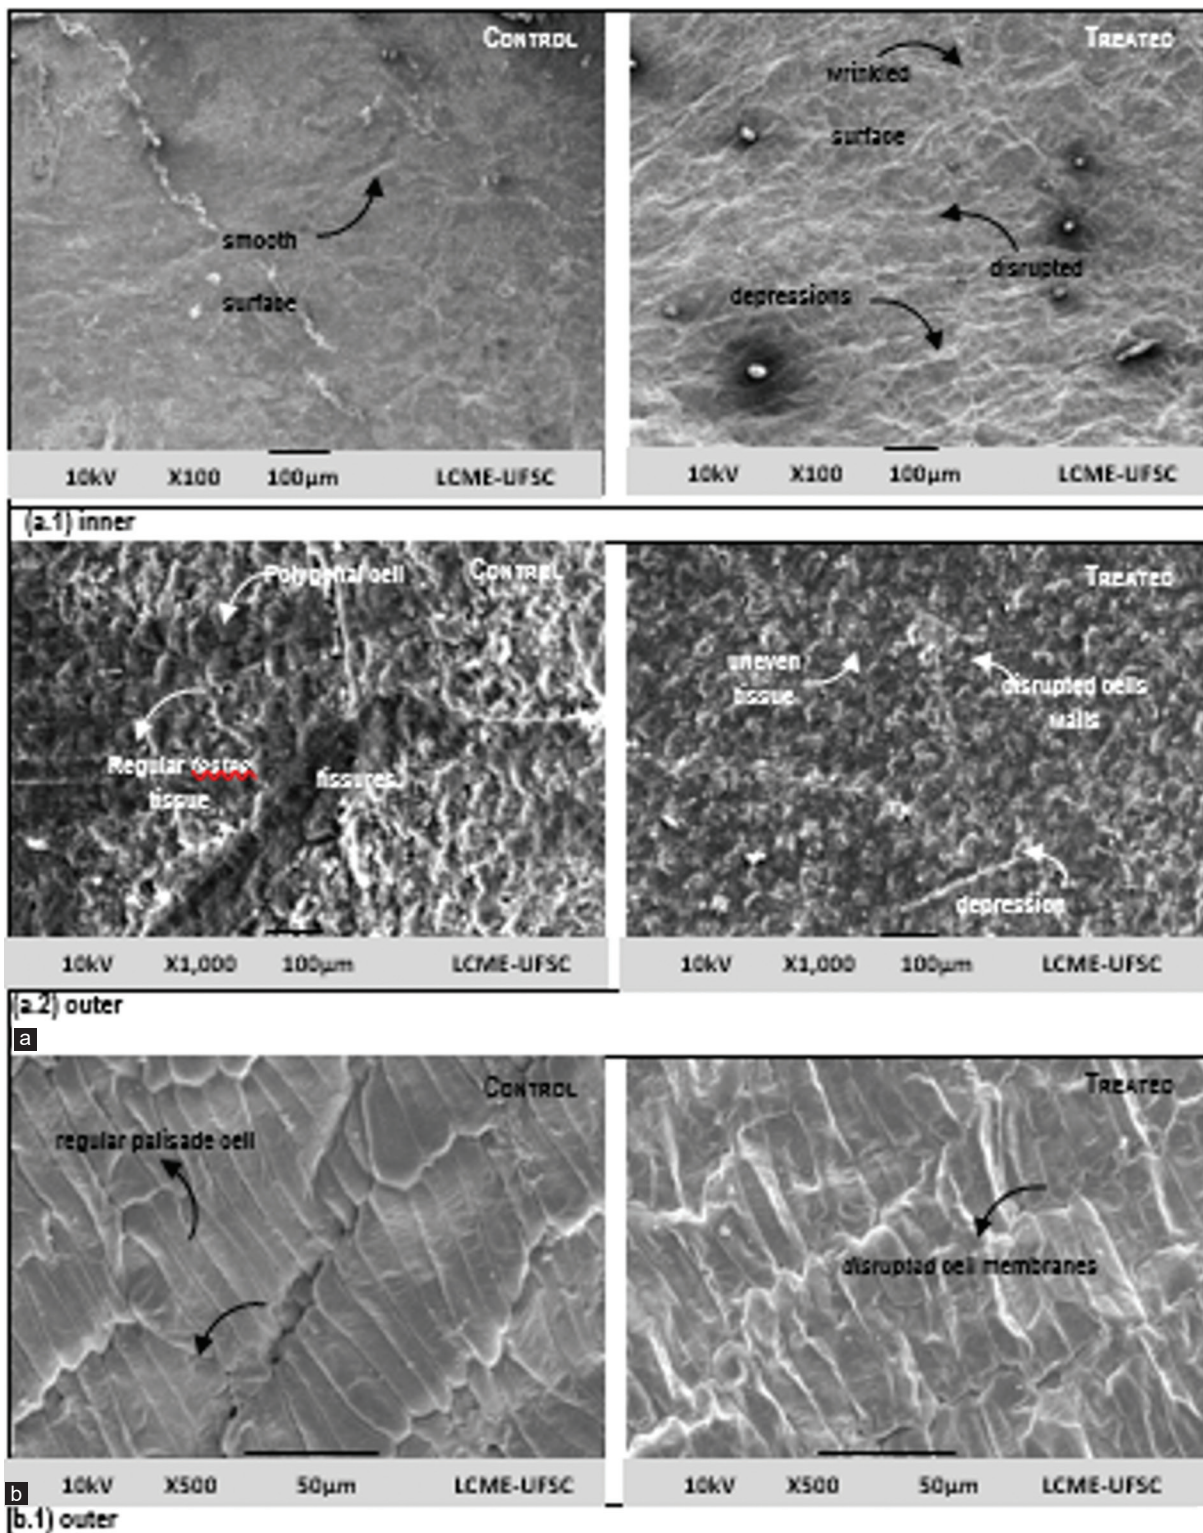 CONTROL
smooth
surface
10kV X100 100µm LCME-UFSC
TREATED
wrinkled
surface
disrupted
depressions
10kV X100 100µm LCME-UFSC
(a.1) inner
Polygonal cell
CONTROL
Regular testae
tissue
fissures
10kV X1,000 100µm LCME-UFSC
TREATED
uneven
tissue
disrupted cells
walls
depression
10kV X1,000 100µm LCME-UFSC
(a.2) outer
a
CONTROL
regular palisade cell
10kV X500 50µm LCME-UFSC
TREATED
disrupted cell membranes
10kV X500 50µm LCME-UFSC
b
(b.1) outer